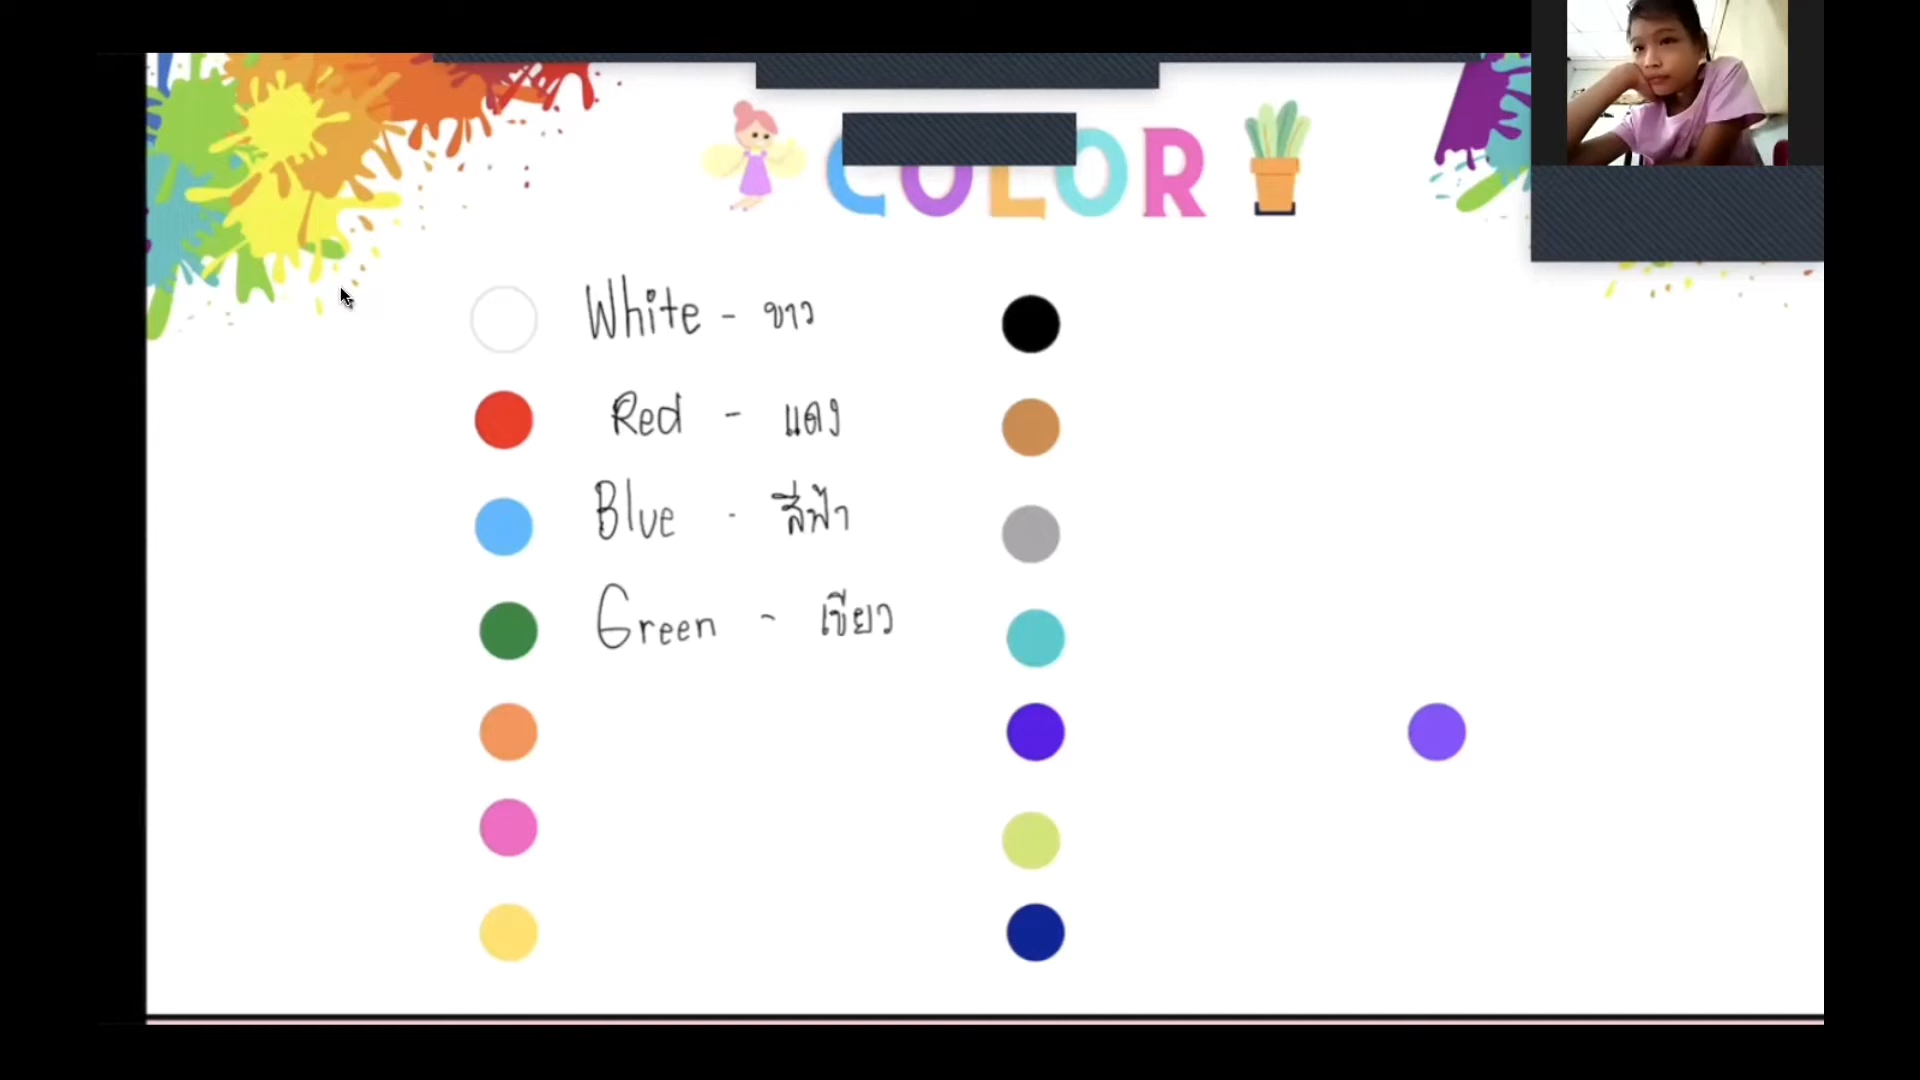 COLOR
White - ขาว
Red - แดง
Blue - สีฟ้า
Green - เขียว